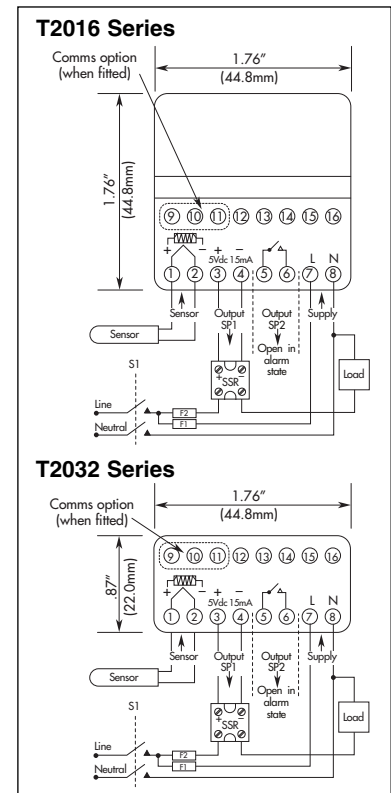 T2016 Series
Comms option
(when fitted)
1.76"
(44.8mm)
1.76"
(44.8mm)
9 10 11 12 13 14 15 16
+ − + − L N
5Vdc 15mA
1 2 3 4 5 6 7 8
Sensor Output SP1 Output SP2 Supply
Open in alarm state
Sensor
SSR
+ −
Load
S1
Line
F2
Neutral
F1
T2032 Series
Comms option
(when fitted)
1.76"
(44.8mm)
.87"
(22.0mm)
9 10 11 12 13 14 15 16
+ − + − L N
5Vdc 15mA
1 2 3 4 5 6 7 8
Sensor Output SP1 Output SP2 Supply
Open in alarm state
Sensor
SSR
+ −
Load
S1
Line
F2
Neutral
F1